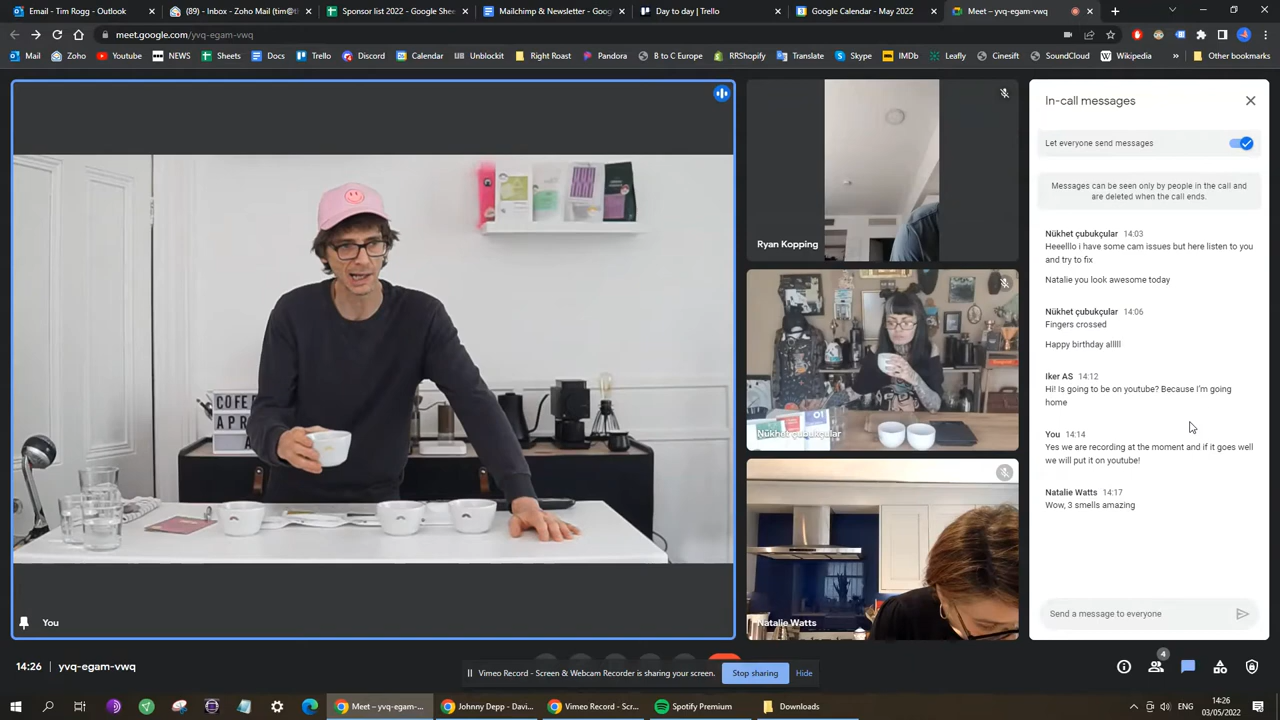 Email - Tim Rogg - Outlook
(89) - Inbox - Zoho Mail (tim@t
Sponsor list 2022 - Google Shee
Mailchimp & Newsletter - Goog
Day to day | Trello
Google Calendar - May 2022
Meet – yvq-egam-vwq
meet.google.com/yvq-egam-vwq
Mail
Zoho
NEWS
Sheets
Docs
Trello
Discord
Calendar
Unblockit
Right Roast
Pandora
B to C Europe
RRShopify
Translate
Skype
IMDb
Leafly
Cinesift
SoundCloud
Wikipedia
»
Other bookmarks
COFE
APR
A
You
Ryan Kopping
01
Nükhet çubukçular
Natalie Watts
In-call messages
Let everyone send messages
Messages can be seen only by people in the call and
are deleted when the call ends.
Nükhet çubukçular 14:03
Heeelllo i have some cam issues but here listen to you
and try to fix
Natalie you look awesome today
Nükhet çubukçular 14:06
Fingers crossed
Happy birthday alllll
Iker AS 14:12
Hi! Is going to be on youtube? Because I'm going
home
You 14:14
Yes we are recording at the moment and if it goes well
we will put it on youtube!
Natalie Watts 14:17
Wow, 3 smells amazing
Send a message to everyone
14:26 | yvq-egam-vwq
Vimeo Record - Screen & Webcam Recorder is sharing your screen.
Stop sharing
Hide
4
Meet – yvq-egam-...
Johnny Depp - Davi...
Vimeo Record - Scr...
Spotify Premium
Downloads
14:26
03/05/2022